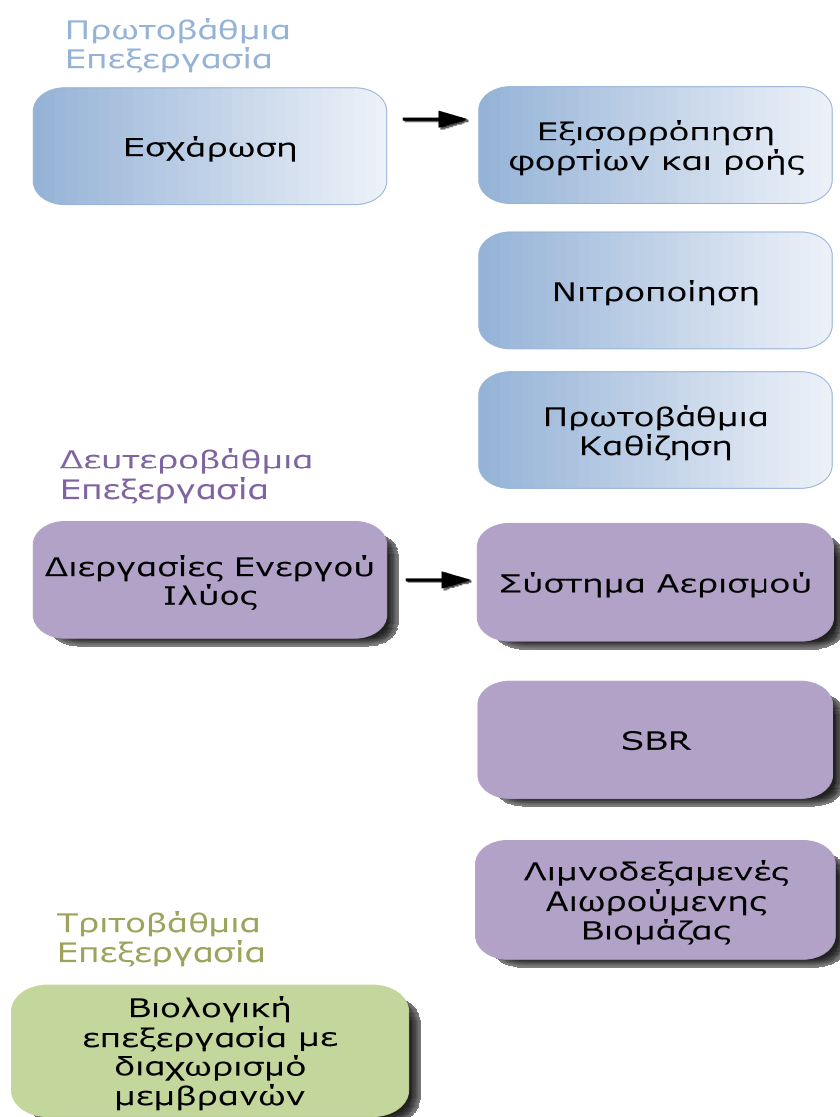 Πρωτοβάθμια
Επεξεργασία
Εσχάρωση
Εξισορρόπηση
φορτίων και ροής
Νιτροποίηση
Πρωτοβάθμια
Καθίζηση
Δευτεροβάθμια
Επεξεργασία
Διεργασίες Ενεργού
Ιλύος
Σύστημα Αερισμού
SBR
Λιμνοδεξαμενές
Αιωρούμενης
Βιομάζας
Τριτοβάθμια
Επεξεργασία
Βιολογική
επεξεργασία με
διαχωρισμό
μεμβρανών